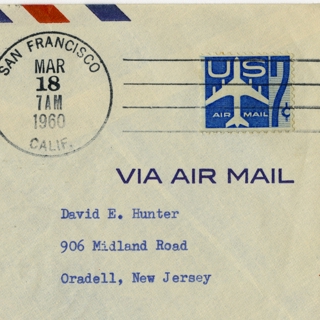 SAN FRANCISCO
MAR
18
7AM
1960
CALIF.
US 7¢
AIR MAIL
VIA AIR MAIL
David E. Hunter
906 Midland Road
Oradell, New Jersey